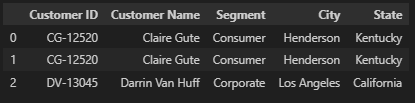 Customer ID Customer Name Segment City State
0 CG-12520 Claire Gute Consumer Henderson Kentucky
1 CG-12520 Claire Gute Consumer Henderson Kentucky
2 DV-13045 Darrin Van Huff Corporate Los Angeles California